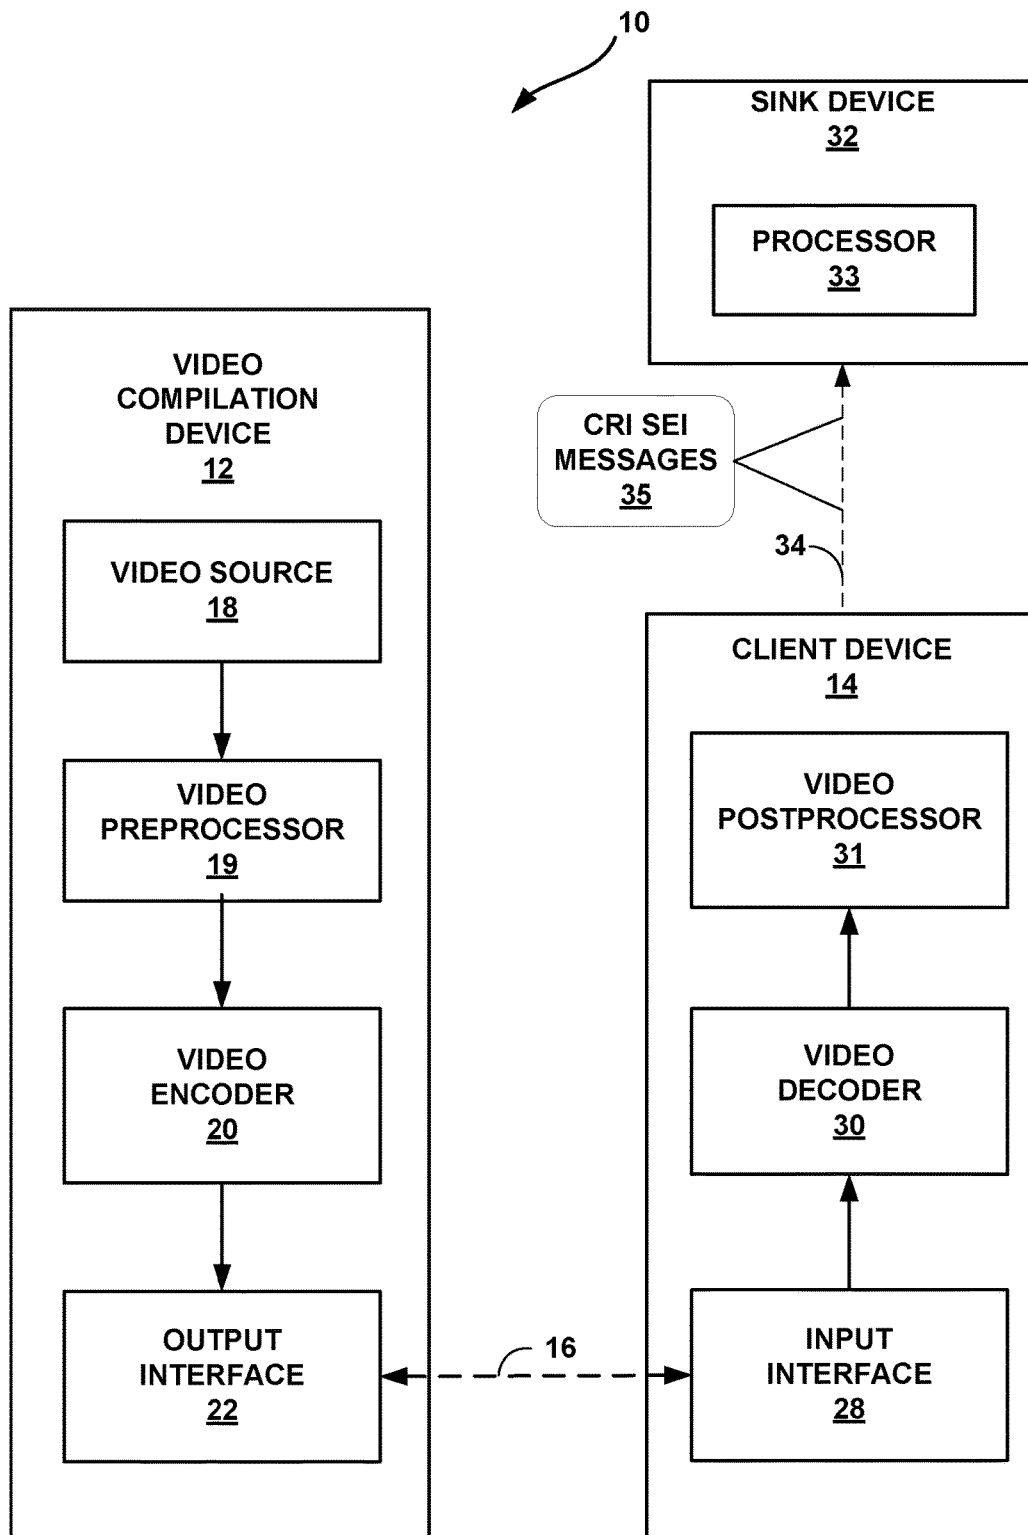 10
SINK DEVICE
32
PROCESSOR
33
VIDEO
COMPILATION
DEVICE
12
CRI SEI
MESSAGES
35
VIDEO SOURCE
18
34
CLIENT DEVICE
14
VIDEO
PREPROCESSOR
19
VIDEO
POSTPROCESSOR
31
VIDEO
ENCODER
20
VIDEO
DECODER
30
OUTPUT
INTERFACE
22
16
INPUT
INTERFACE
28